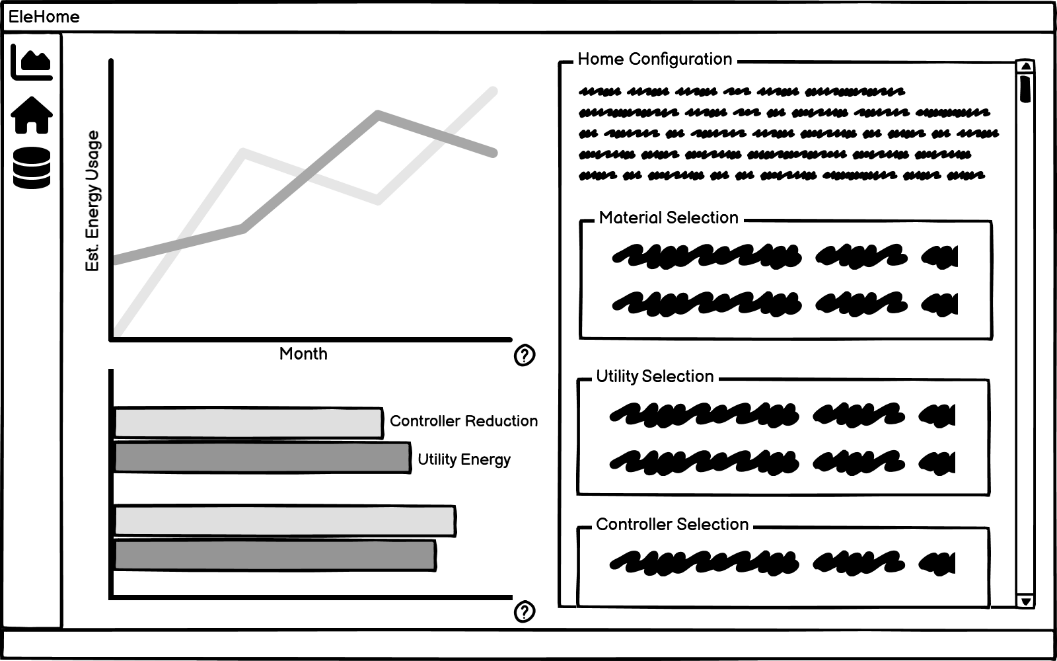 EleHome
Est. Energy Usage
Month
?
Controller Reduction
Utility Energy
?
Home Configuration
Material Selection
Utility Selection
Controller Selection